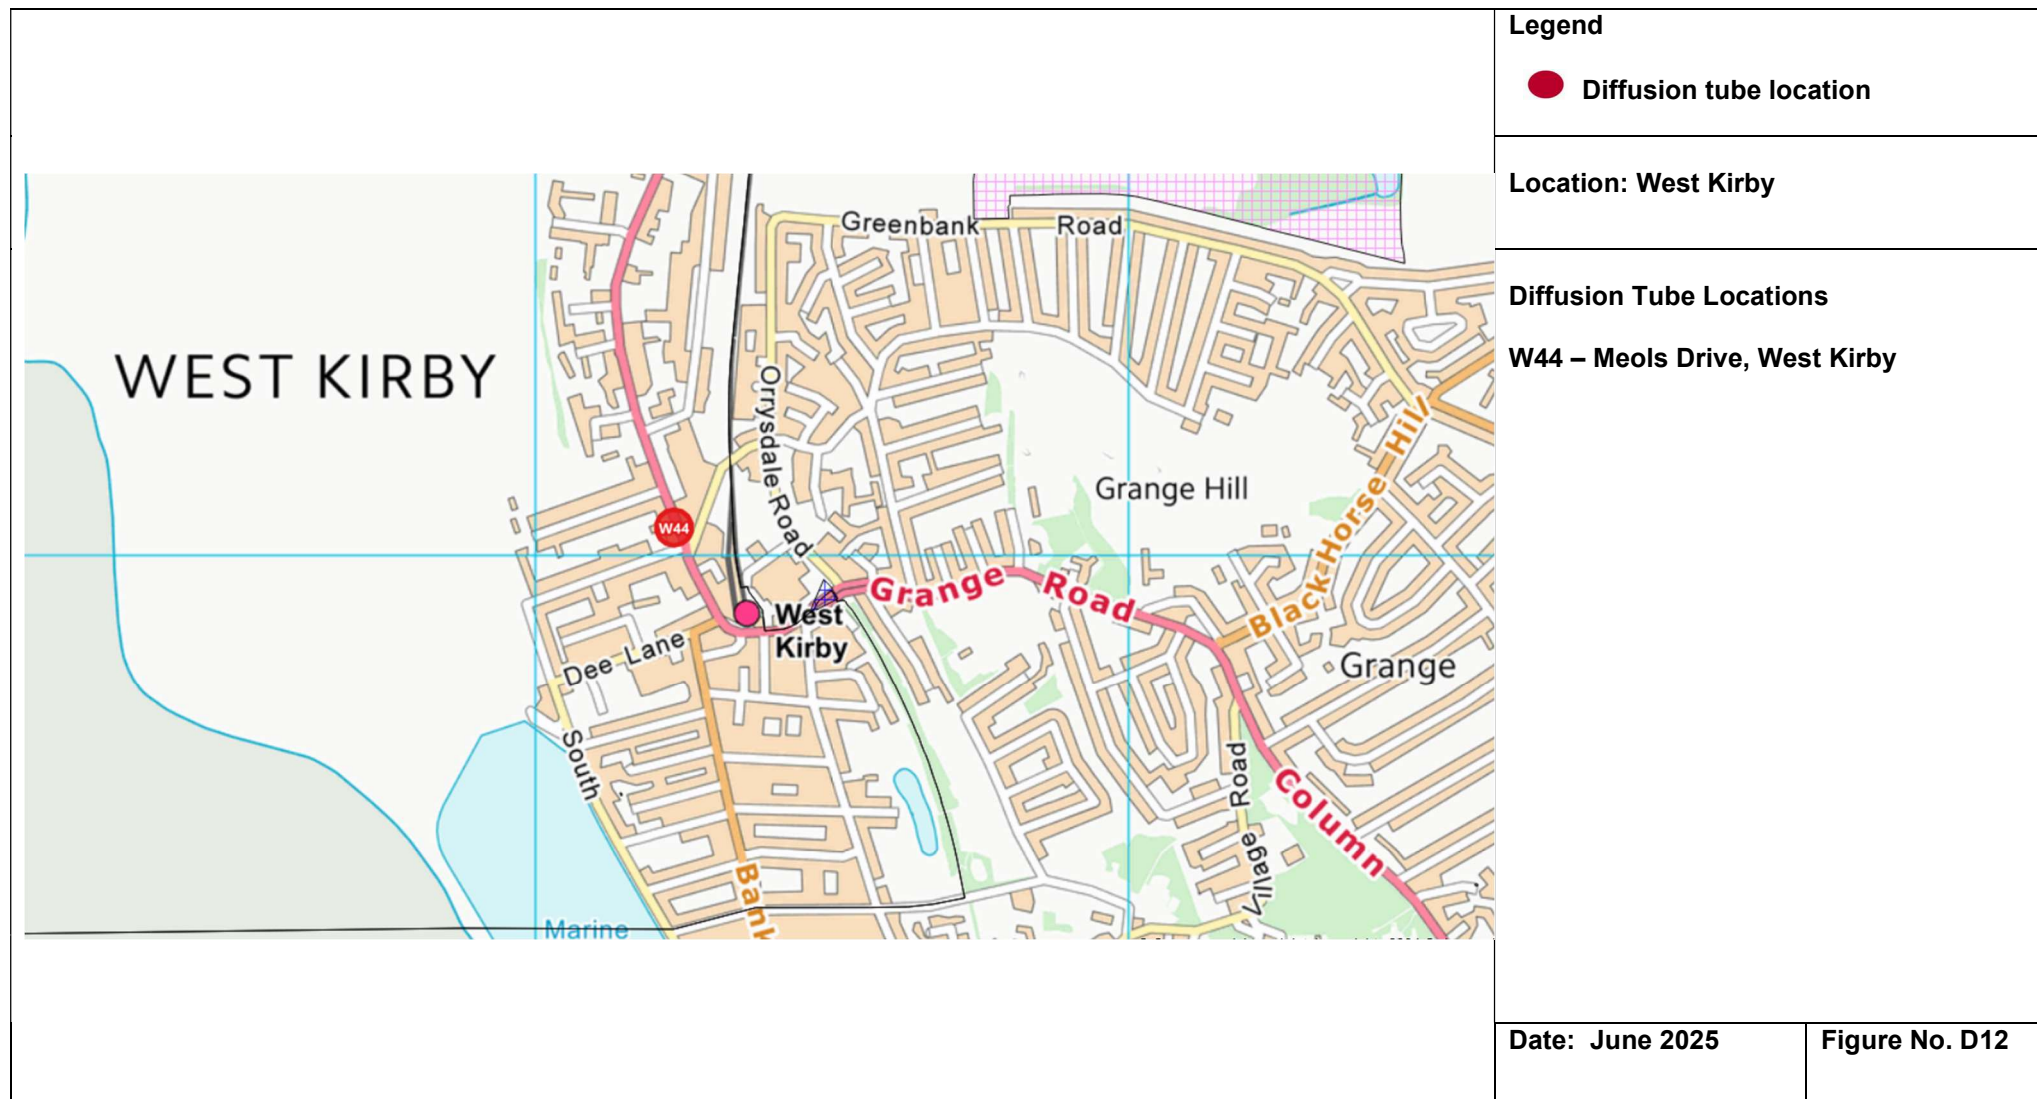 Legend
Diffusion tube location
Location: West Kirby
Diffusion Tube Locations
W44 – Meols Drive, West Kirby
Date: June 2025
Figure No. D12
Greenbank Road
WEST KIRBY
Orrysdale Road
Black Horse Hill
Grange Hill
W44
Grange Road
West
Kirby
Dee Lane
Grange
South
Village Road
Column
Bank
Marine